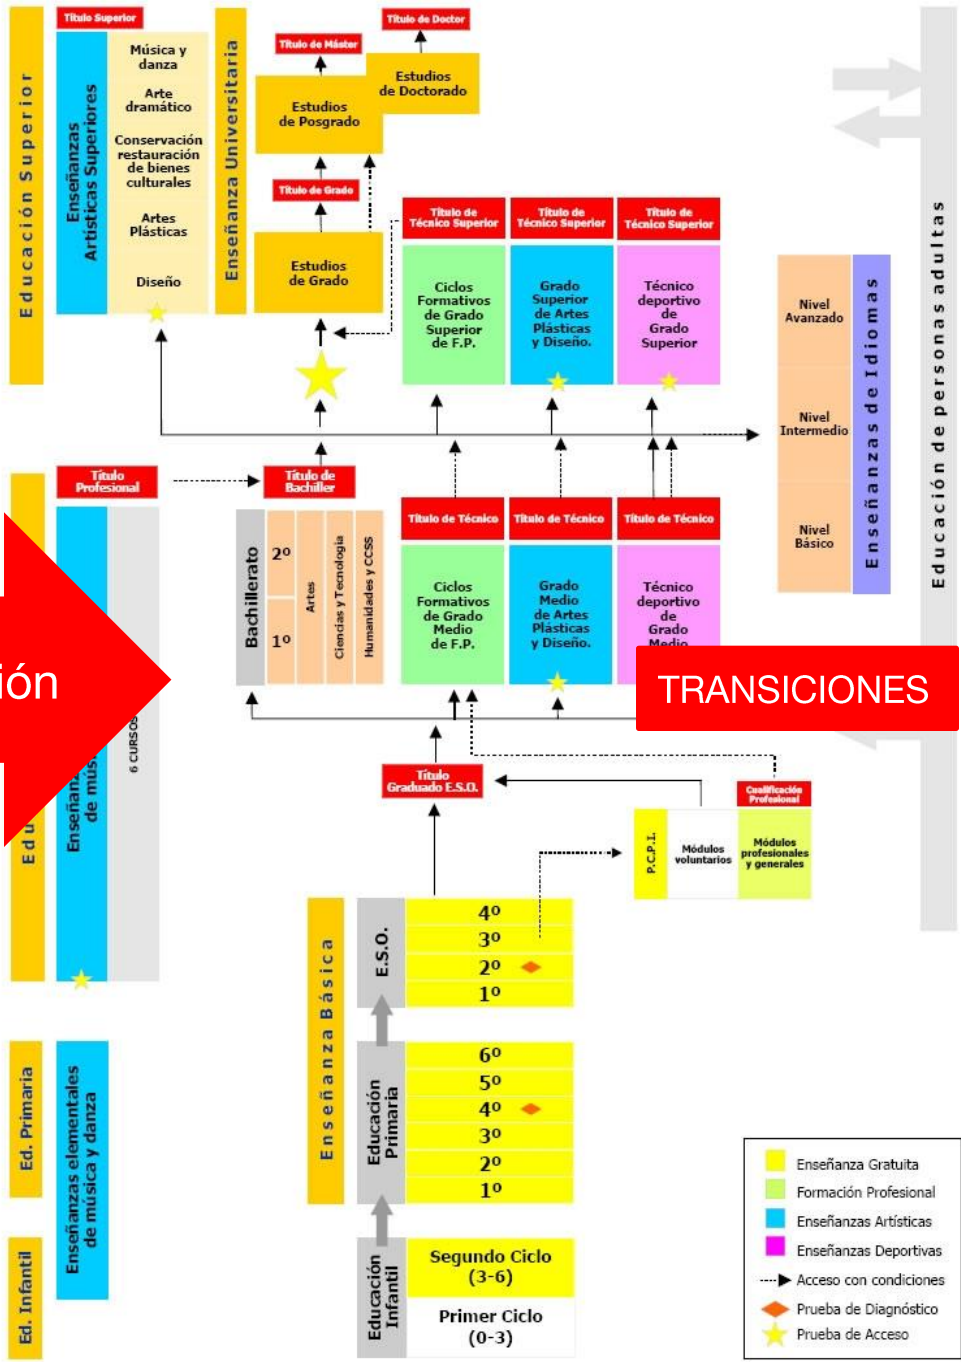 Educación Superior
Título Superior
Enseñanzas
Artísticas Superiores
Música y
danza
Arte
dramático
Conservación
restauración
de bienes
culturales
Artes
Plásticas
Diseño
Enseñanza Universitaria
Título de Máster
Título de Doctor
Estudios
de Posgrado
Estudios
de Doctorado
Título de Grado
Estudios
de Grado
Título de
Técnico Superior
Título de
Técnico Superior
Título de
Técnico Superior
Ciclos
Formativos
de Grado
Superior
de F.P.
Grado
Superior
de Artes
Plásticas
y Diseño.
Técnico
deportivo
de
Grado
Superior
Nivel
Avanzado
Nivel
Intermedio
Nivel
Básico
Enseñanzas de Idiomas
Educación de personas adultas
Título
Profesional
Título de
Bachiller
Bachillerato
2º
1º
Artes
Ciencias y Tecnología
Humanidades y CCSS
Título de Técnico
Título de Técnico
Título de Técnico
Ciclos
Formativos
de Grado
Medio
de F.P.
Grado
Medio
de Artes
Plásticas
y Diseño.
Técnico
deportivo
de
Grado
Medio
ión
TRANSICIONES
Edu
Enseñan
de músi
6 CURSOS
Título
Graduado E.S.O.
Cualificación
Profesional
P.C.P.I.
Módulos
voluntarios
Módulos
profesionales
y generales
Enseñanza Básica
E.S.O.
4º
3º
2º
1º
Educación
Primaria
6º
5º
4º
3º
2º
1º
Ed. Primaria
Enseñanzas elementales
de música y danza
Ed. Infantil
Educación
Infantil
Segundo Ciclo
(3-6)
Primer Ciclo
(0-3)
Enseñanza Gratuita
Formación Profesional
Enseñanzas Artísticas
Enseñanzas Deportivas
Acceso con condiciones
Prueba de Diagnóstico
Prueba de Acceso